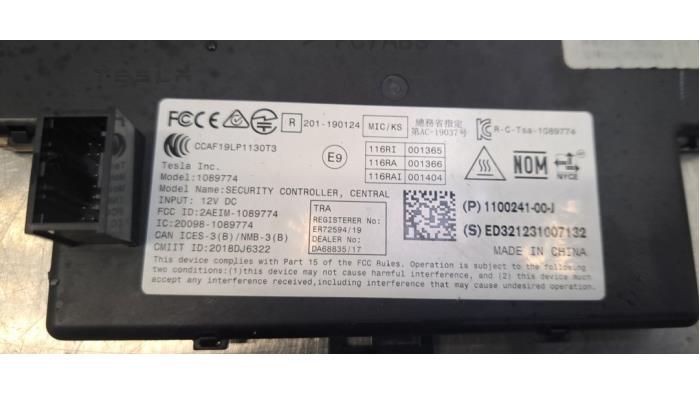 TESLA
FCC CE R 201-190124 MIC/KS 總務省指定
第AC-19037号 R-C-Tsa-1089774
CCAF19LP1130T3
Tesla Inc.
Model:1089774
Model Name:SECURITY CONTROLLER, CENTRAL
INPUT: 12V DC
FCC ID:2AEIM-1089774
IC:20098-1089774
CAN ICES-3(B)/NMB-3(B)
CMIIT ID:2018DJ6322
E9
116RI 001365
116RA 001366
116RAI 001404
TRA
REGISTERER No:
ER72594/19
DEALER No:
DA68835/17
NOM NYCE
(P) 1100241-00-J
(S) ED321231007132
MADE IN CHINA
This device complies with Part 15 of the FCC Rules. Operation is subject to the following
two conditions:(1)this device may not cause harmful interference, and (2) this device must
accept any interference received,including interference that may cause undesired operation.